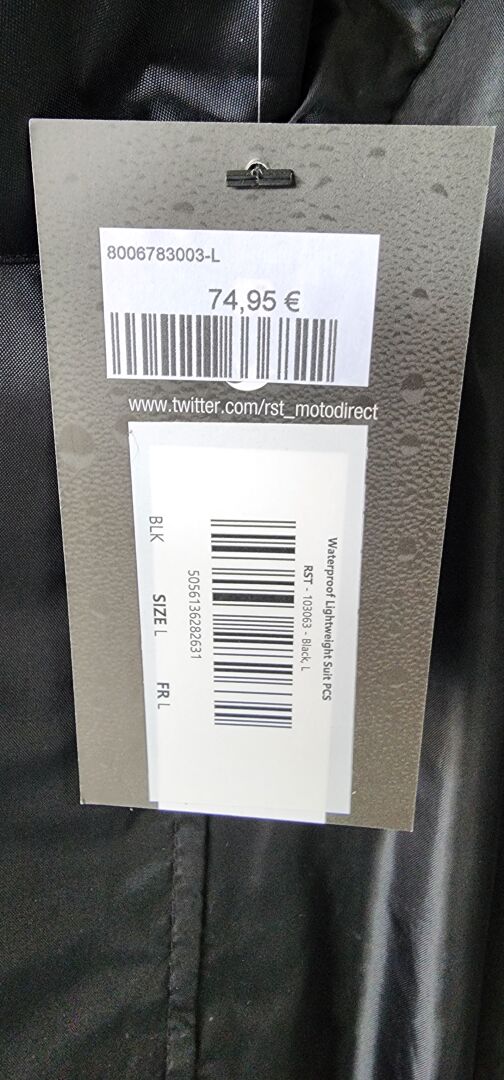 8006783003-L
74,95 €
www.twitter.com/rst_motodirect
Waterproof Lightweight Suit PCS
RST - 103063 - Black, L
5056136282631
BLK SIZE L FR L